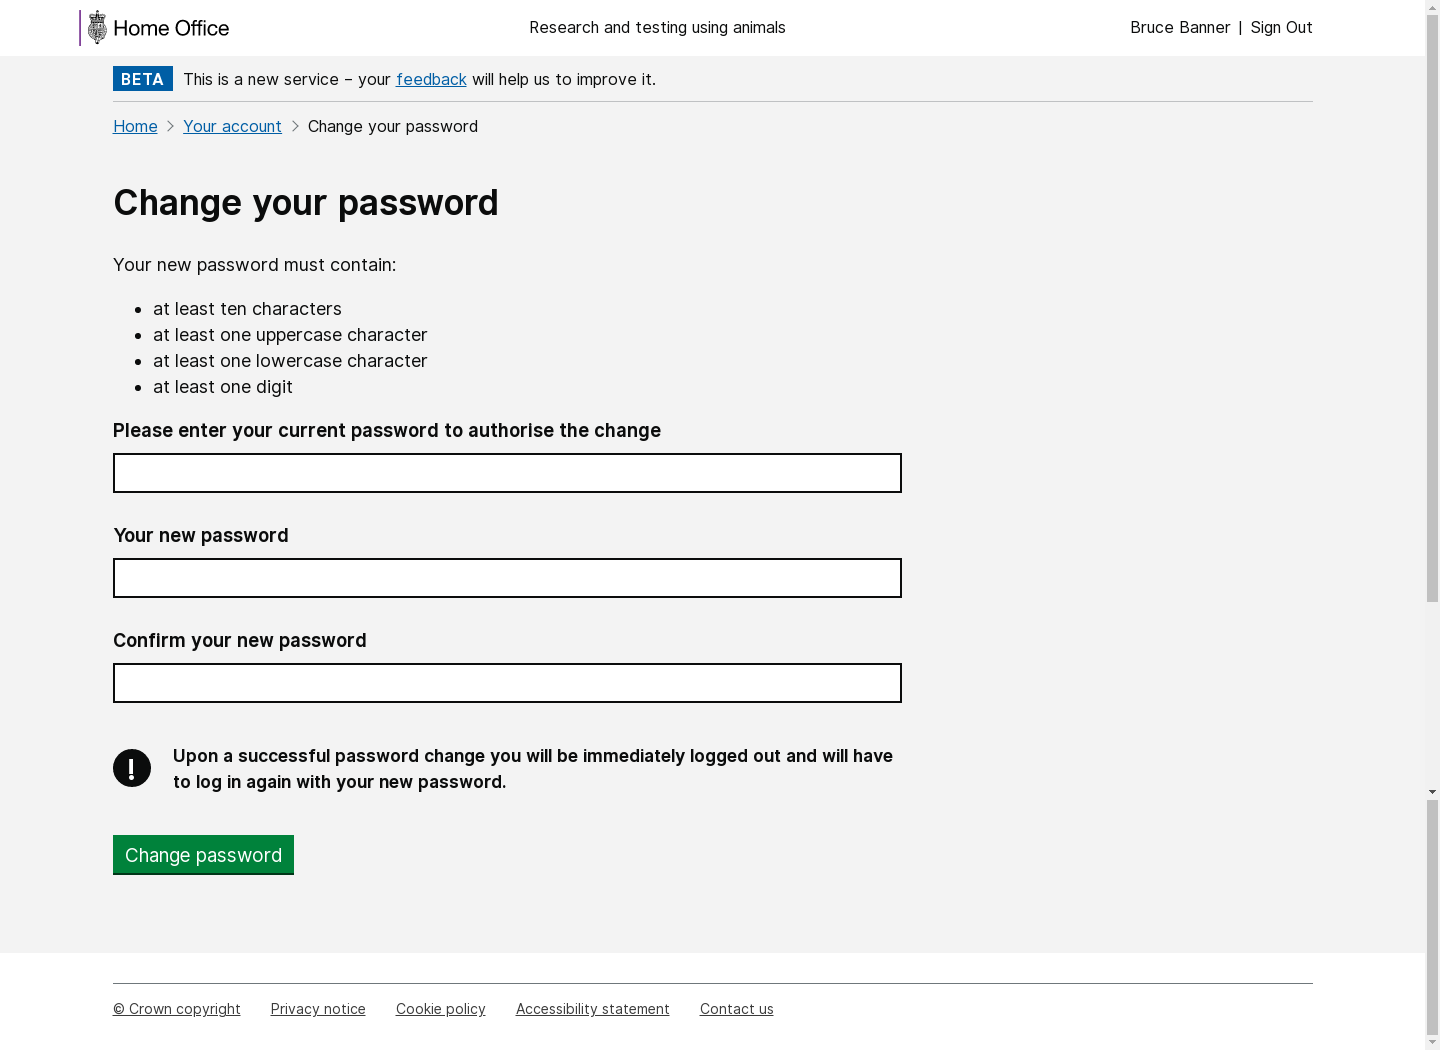 Home Office
Research and testing using animals
Bruce Banner | Sign Out
BETA This is a new service – your feedback will help us to improve it.
Home > Your account > Change your password
Change your password
Your new password must contain:
• at least ten characters
• at least one uppercase character
• at least one lowercase character
• at least one digit
Please enter your current password to authorise the change
Your new password
Confirm your new password
! Upon a successful password change you will be immediately logged out and will have
to log in again with your new password.
Change password
© Crown copyright Privacy notice Cookie policy Accessibility statement Contact us